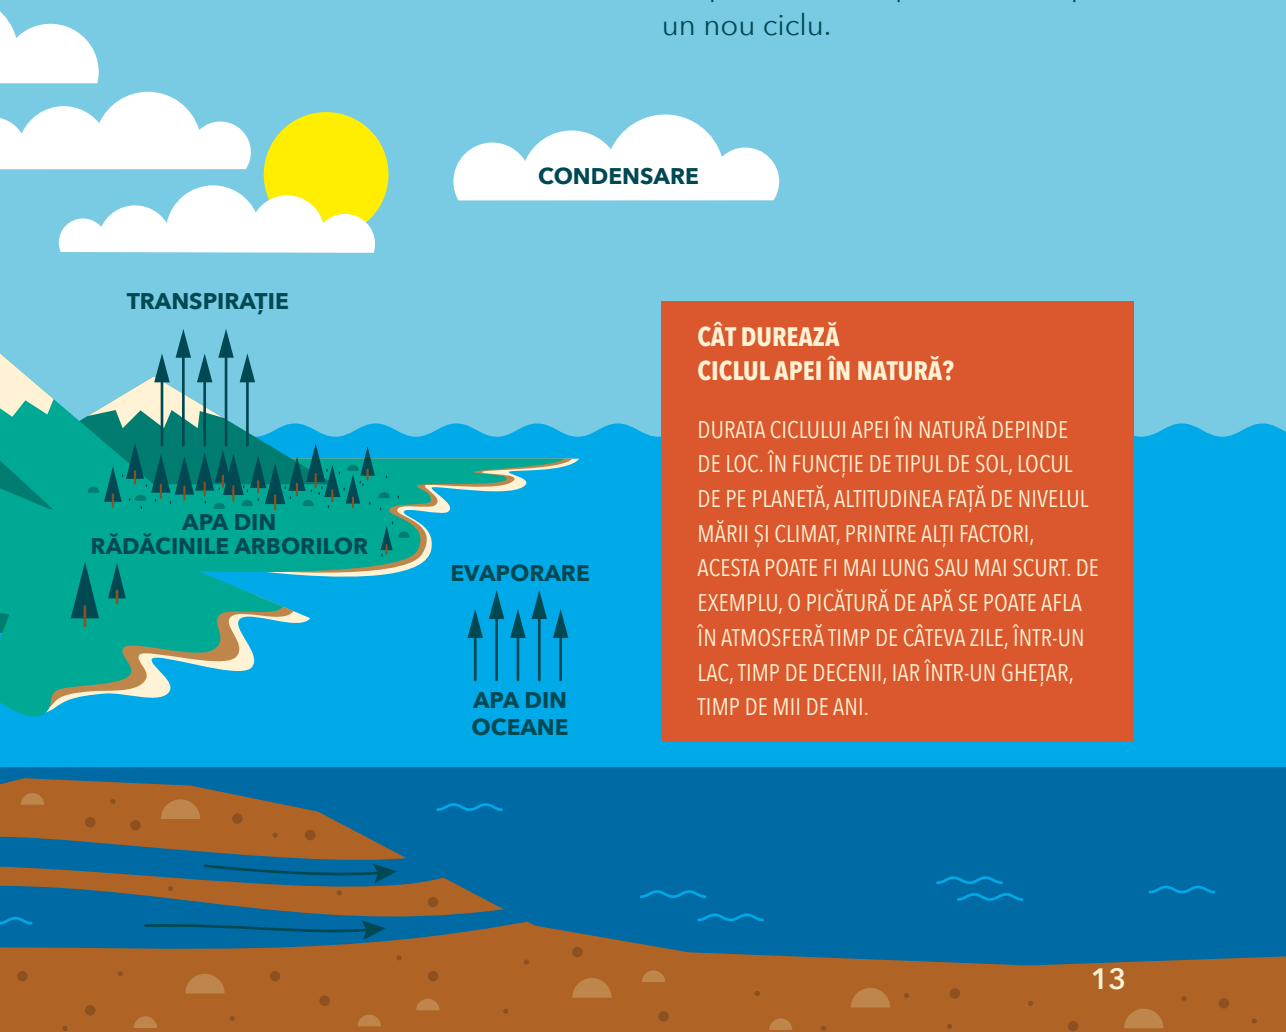 un nou ciclu.
CONDENSARE
TRANSPIRAȚIE
APA DIN
RĂDĂCINILE ARBORILOR
EVAPORARE
APA DIN
OCEANE
CÂT DUREAZĂ
CICLUL APEI ÎN NATURĂ?
DURATA CICLULUI APEI ÎN NATURĂ DEPINDE
DE LOC. ÎN FUNCȚIE DE TIPUL DE SOL, LOCUL
DE PE PLANETĂ, ALTITUDINEA FAȚĂ DE NIVELUL
MĂRII ȘI CLIMAT, PRINTRE ALȚI FACTORI,
ACESTA POATE FI MAI LUNG SAU MAI SCURT. DE
EXEMPLU, O PICĂTURĂ DE APĂ SE POATE AFLA
ÎN ATMOSFERĂ TIMP DE CÂTEVA ZILE, ÎNTR-UN
LAC, TIMP DE DECENII, IAR ÎNTR-UN GHEȚAR,
TIMP DE MII DE ANI.
13